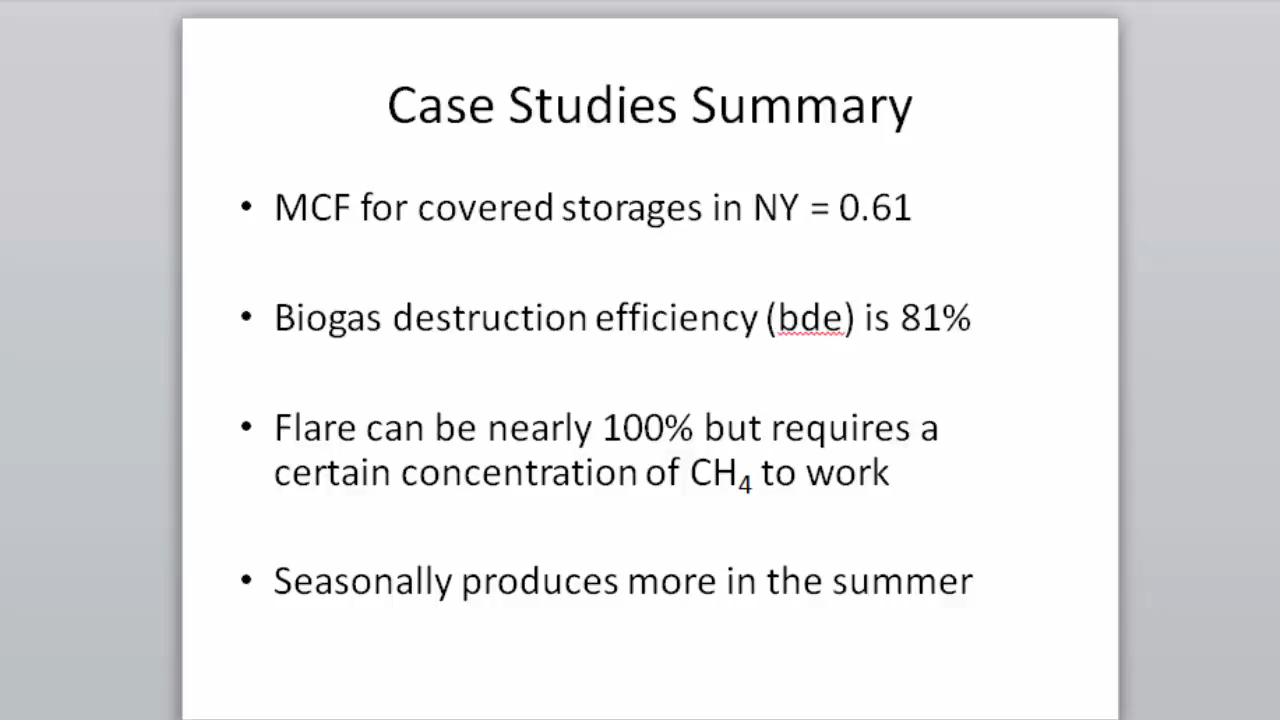 Case Studies Summary
• MCF for covered storages in NY = 0.61
• Biogas destruction efficiency (bde) is 81%
• Flare can be nearly 100% but requires a
certain concentration of CH₄ to work
• Seasonally produces more in the summer